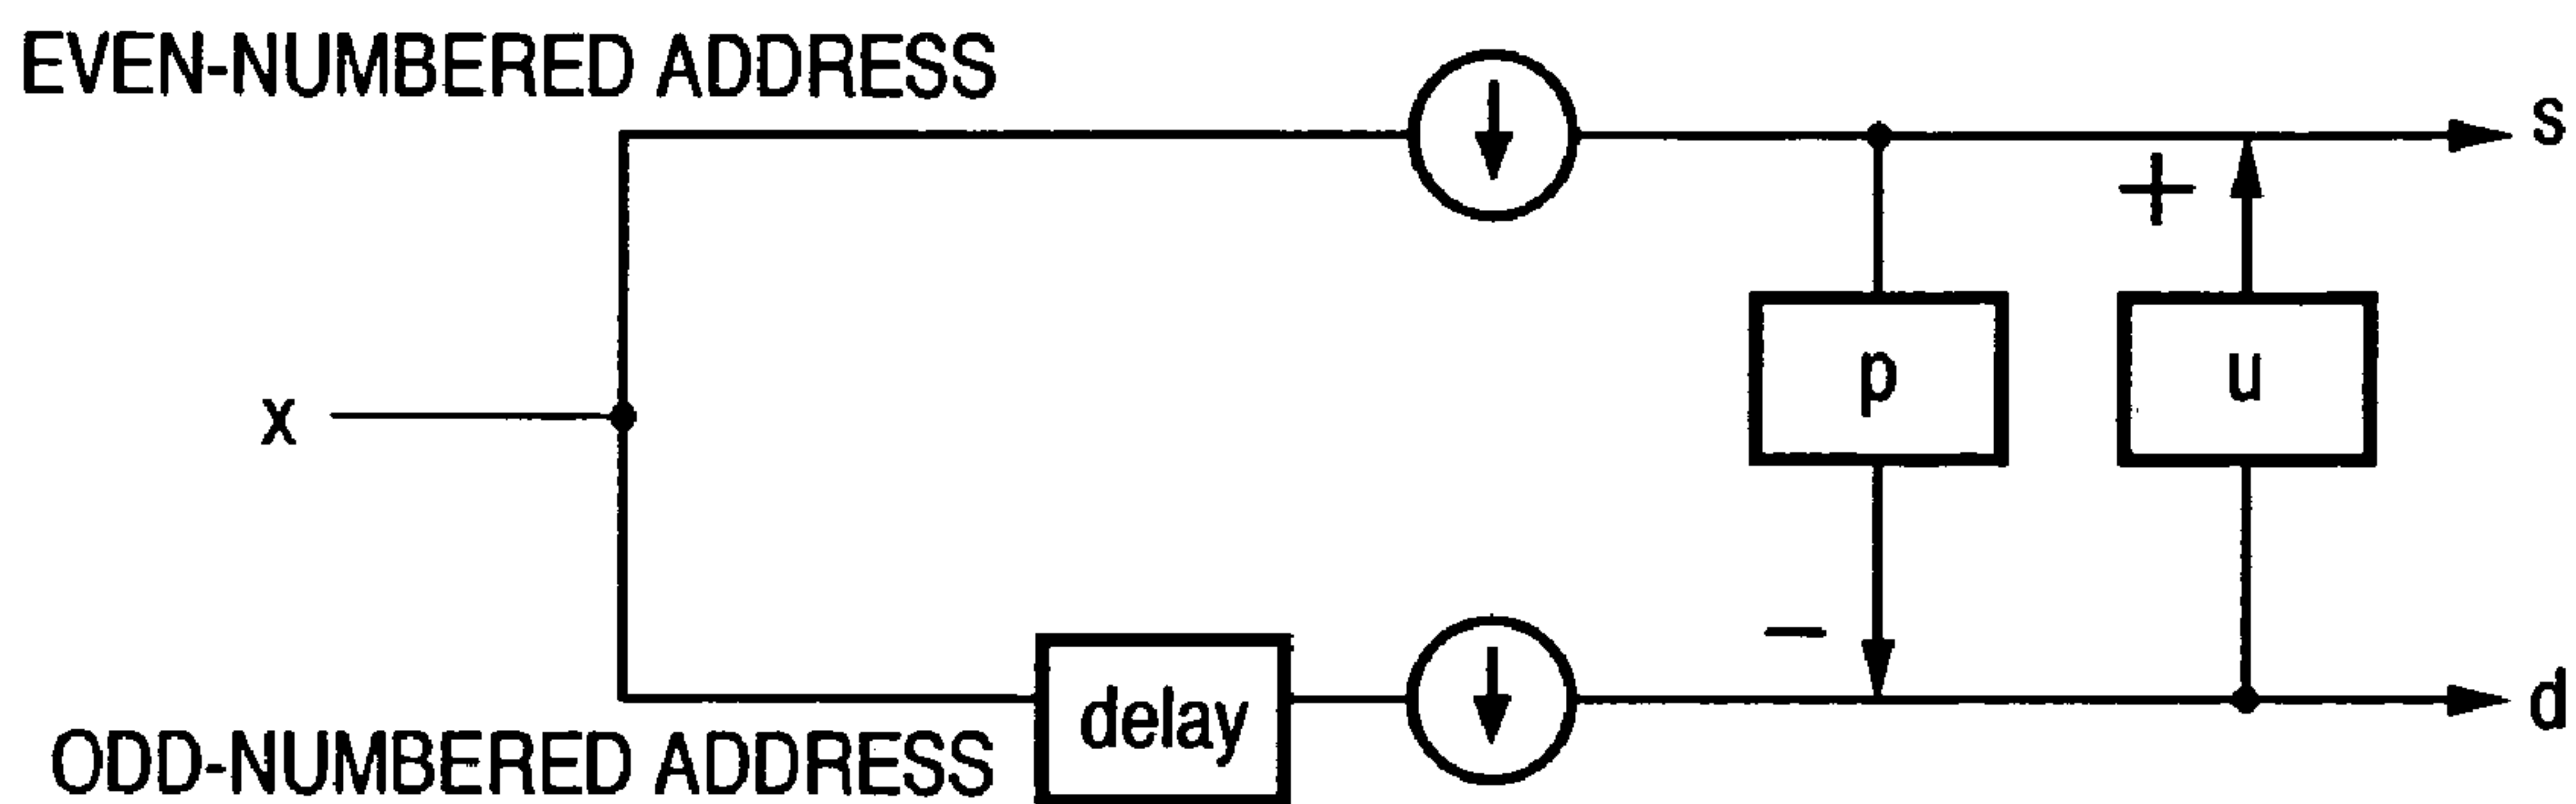 EVEN-NUMBERED ADDRESS
s
+
p
u
x
−
delay
d
ODD-NUMBERED ADDRESS